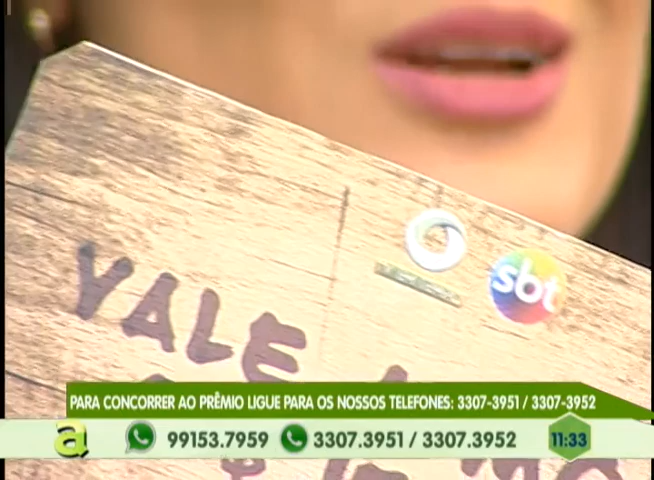 sbt
VALE
PARA CONCORRER AO PRÊMIO LIGUE PARA OS NOSSOS TELEFONES: 3307-3951 / 3307-3952
a 99153.7959 3307.3951 / 3307.3952 11:33